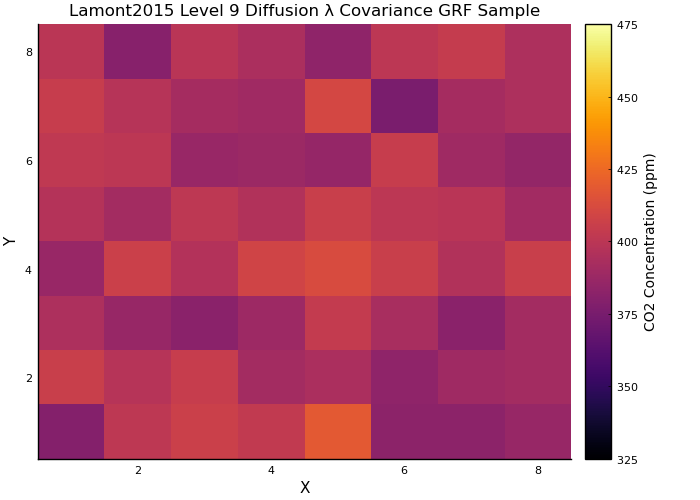 Lamont2015 Level 9 Diffusion λ Covariance GRF Sample
8
6
4
2
Y
2 4 6 8
X
475
450
425
400
375
350
325
CO2 Concentration (ppm)